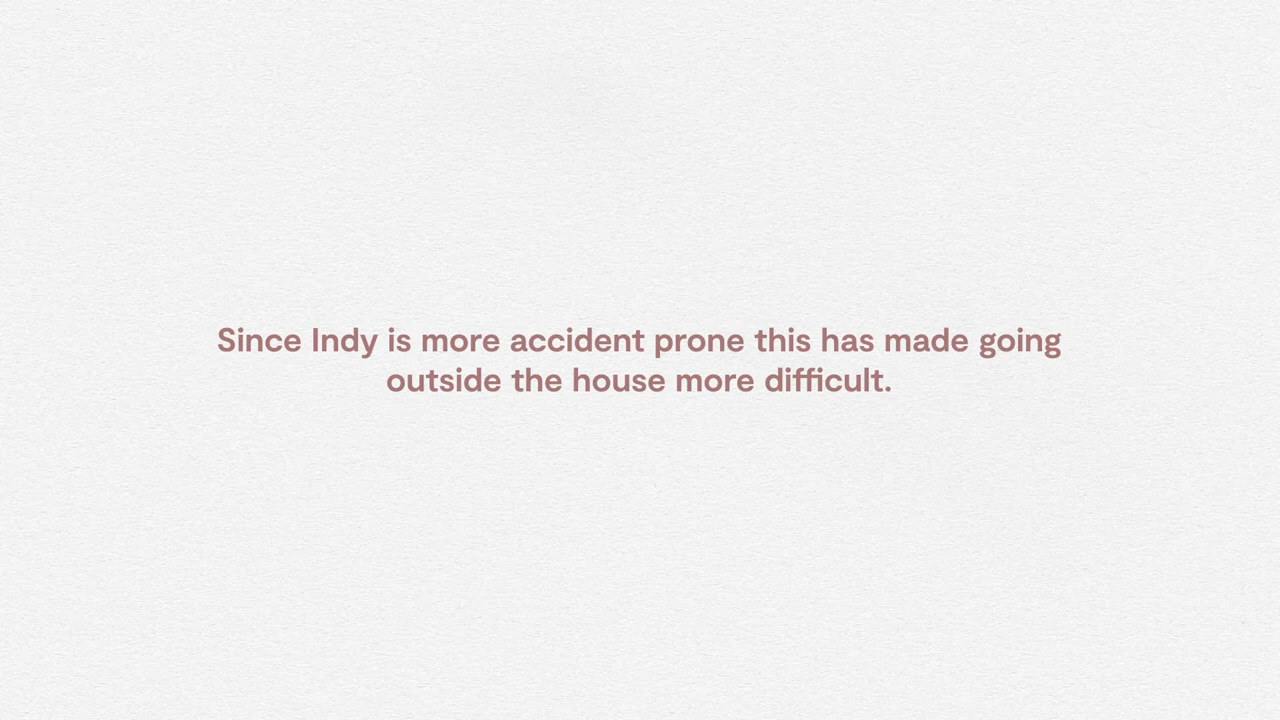 Since Indy is more accident prone this has made going
outside the house more difficult.